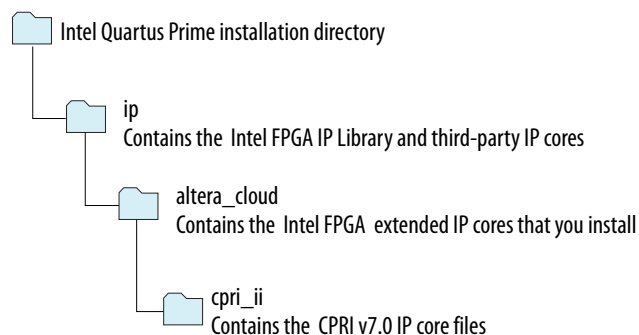 Intel Quartus Prime installation directory
ip
Contains the Intel FPGA IP Library and third-party IP cores
altera_cloud
Contains the Intel FPGA extended IP cores that you install
cpri_ii
Contains the CPRI v7.0 IP core files